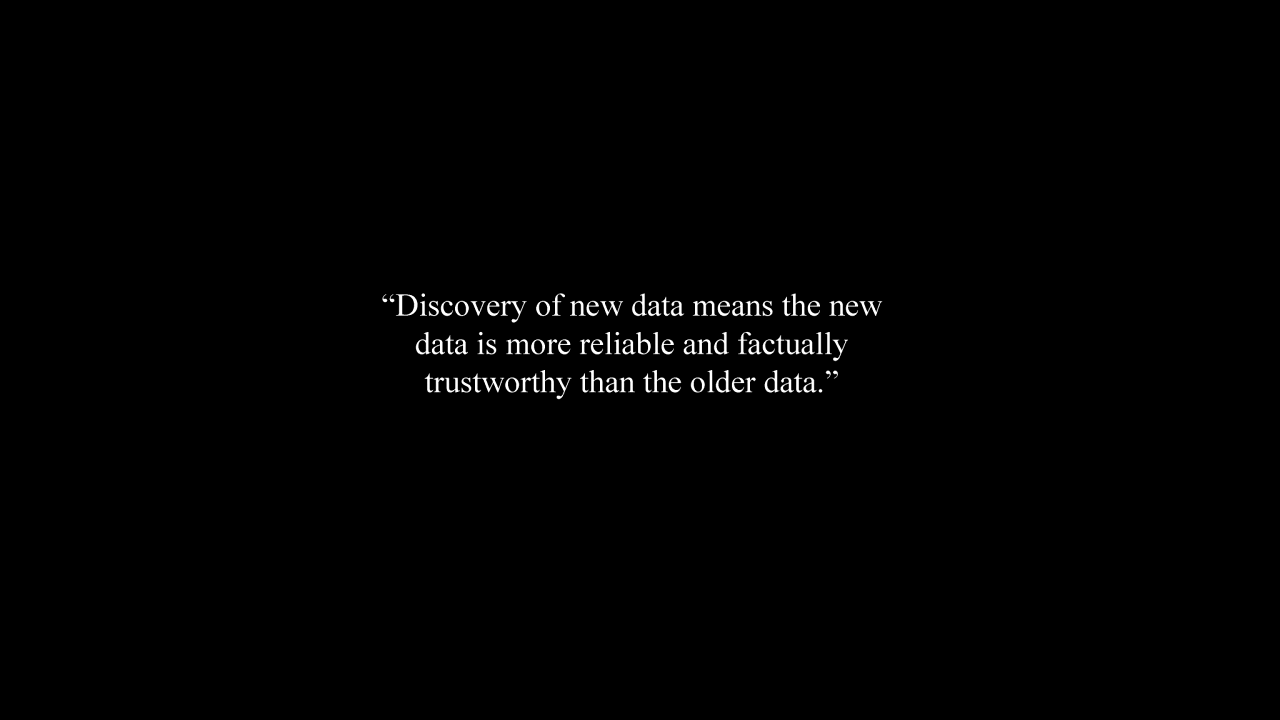 “Discovery of new data means the new
data is more reliable and factually
trustworthy than the older data.”